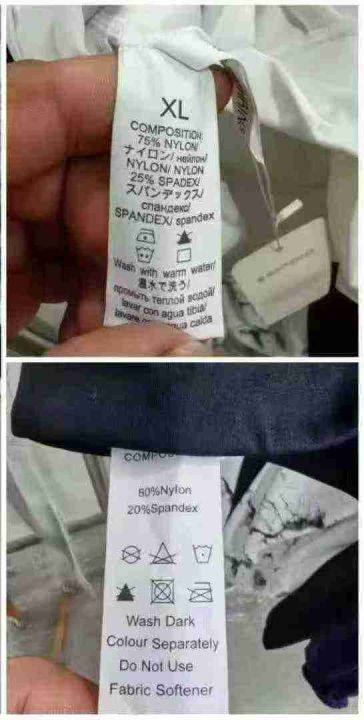 XL
COMPOSITION:
75% NYLON/
ナイロン/ нейлон/
NYLON/ NYLON
25% SPADEX/
スパンデックス/
спандекс/
SPANDEX/ spandex
Wash with warm water/
温水で洗う/
промыть теплой водой/
lavar con agua tibia/
lavare calda
80%Nylon
20%Spandex
Wash Dark
Colour Separately
Do Not Use
Fabric Softener